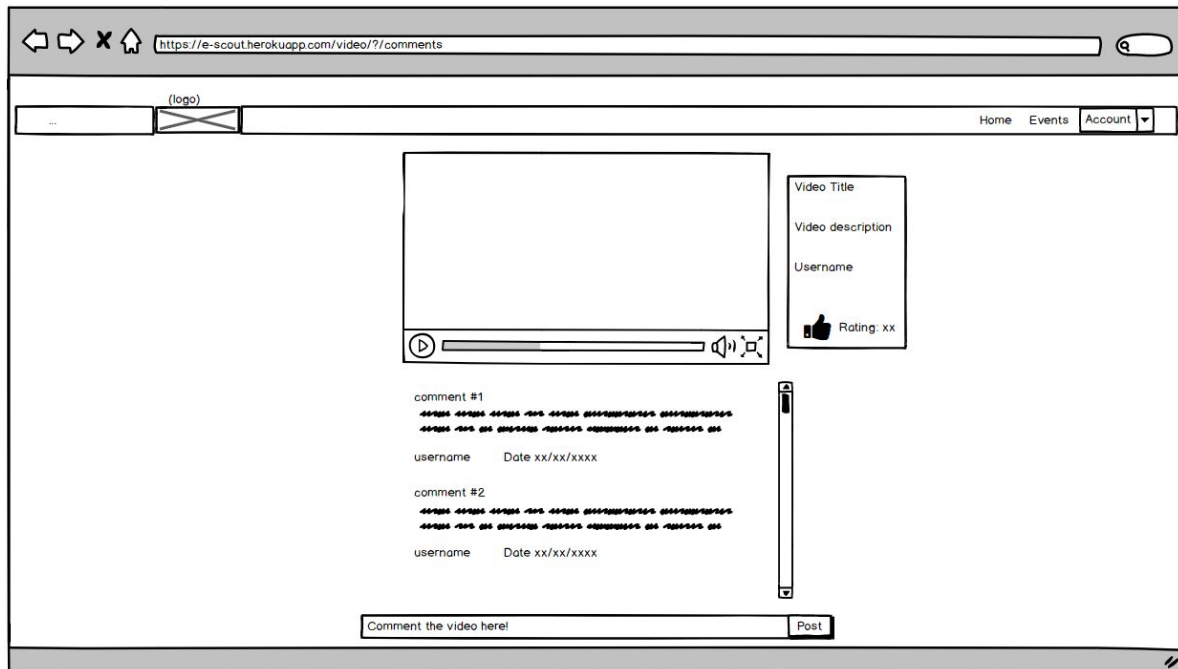 https://e-scout.herokuapp.com/video/?/comments
(logo)
...
Home Events Account
Video Title
Video description
Username
Rating: xx
comment #1
username Date xx/xx/xxxx
comment #2
username Date xx/xx/xxxx
Comment the video here! Post